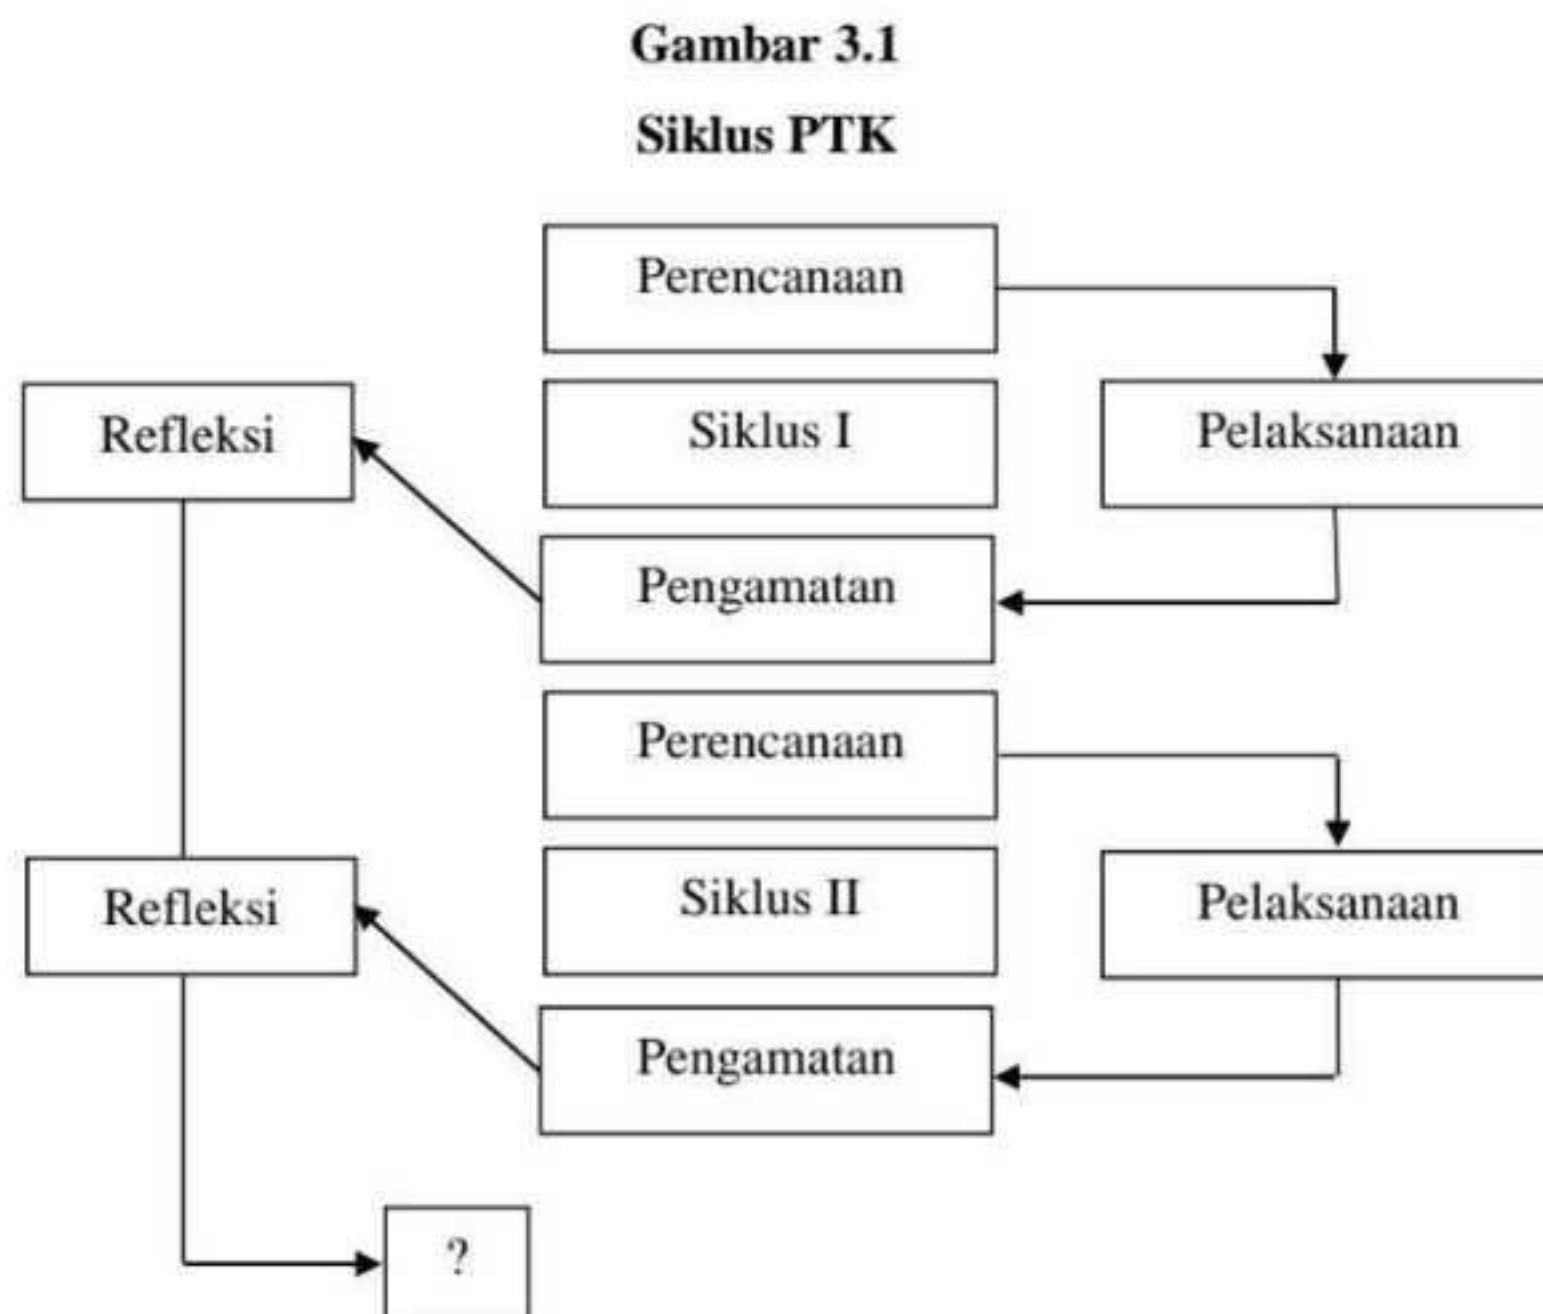 Gambar 3.1
Siklus PTK
Perencanaan
Refleksi
Siklus I
Pelaksanaan
Pengamatan
Perencanaan
Refleksi
Siklus II
Pelaksanaan
Pengamatan
?